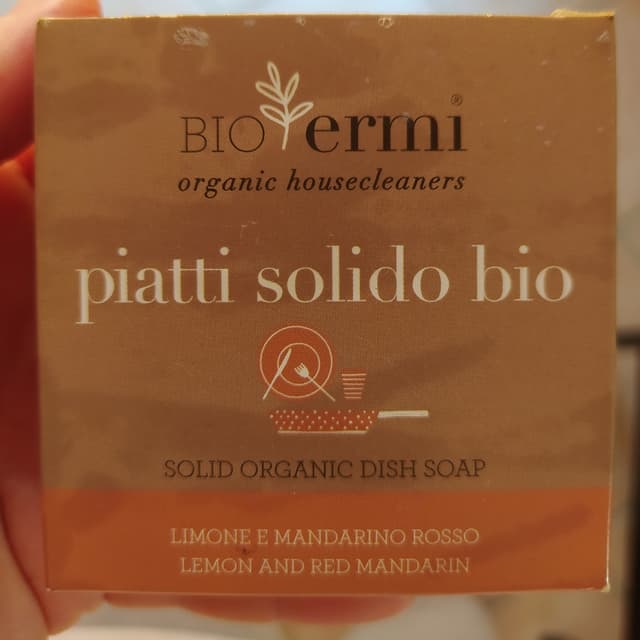 BIO ermi®
organic housecleaners
piatti solido bio
SOLID ORGANIC DISH SOAP
LIMONE E MANDARINO ROSSO
LEMON AND RED MANDARIN